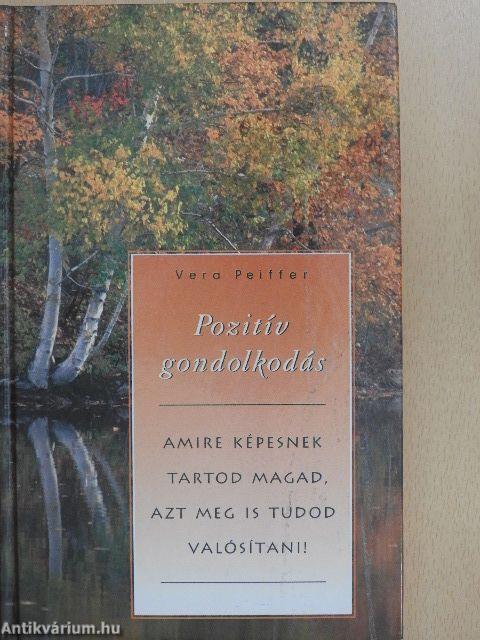 Vera Peiffer
Pozitív
gondolkodás
AMIRE KÉPESNEK
TARTOD MAGAD,
AZT MEG IS TUDOD
VALÓSÍTANI!
Antikvárium.hu